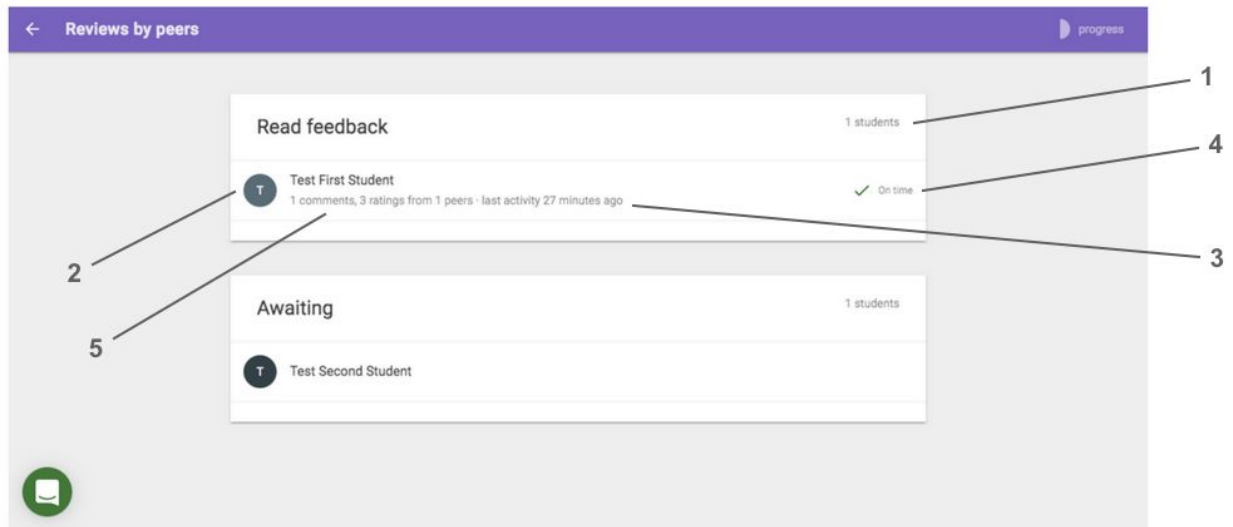 Reviews by peers
progress
1
Read feedback
1 students
4
T
Test First Student
1 comments, 3 ratings from 1 peers · last activity 27 minutes ago
On time
2
3
Awaiting
1 students
5
T
Test Second Student